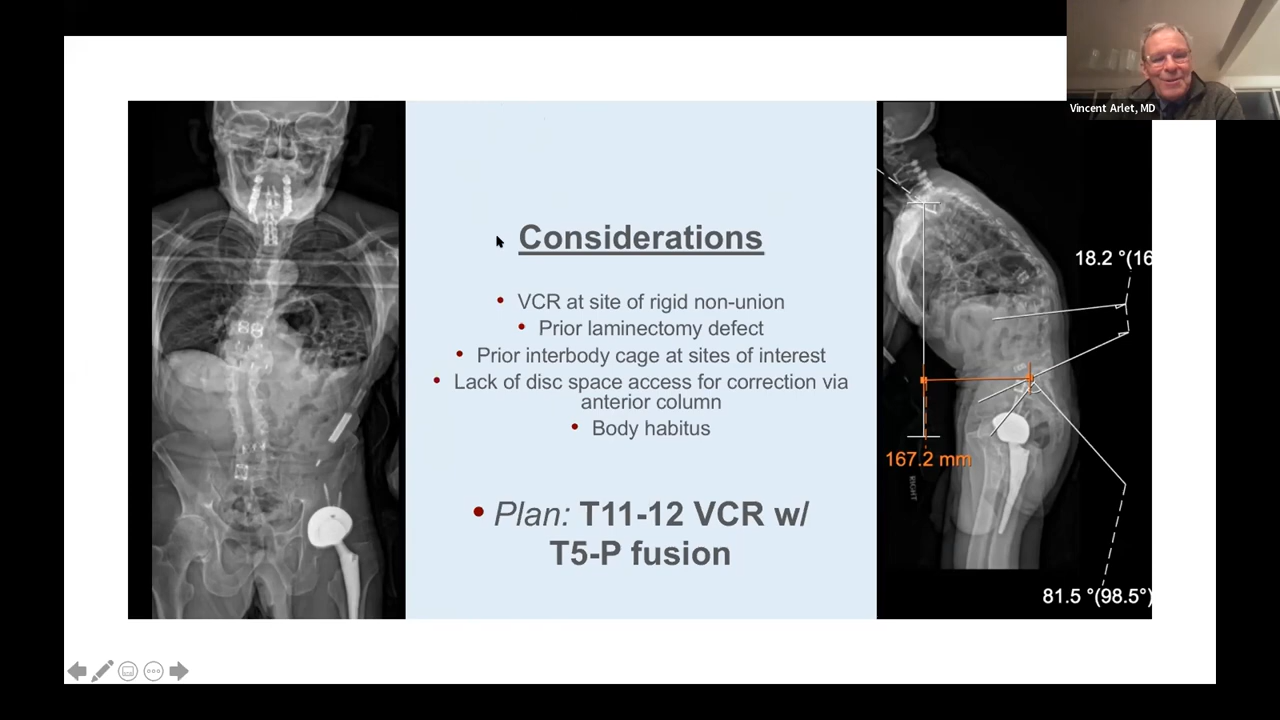 Vincent Arlet, MD
Considerations
• VCR at site of rigid non-union
• Prior laminectomy defect
• Prior interbody cage at sites of interest
• Lack of disc space access for correction via
anterior column
• Body habitus
• Plan: T11-12 VCR w/
T5-P fusion
18.2 °(16
167.2 mm
RIGHT
81.5 °(98.5°)